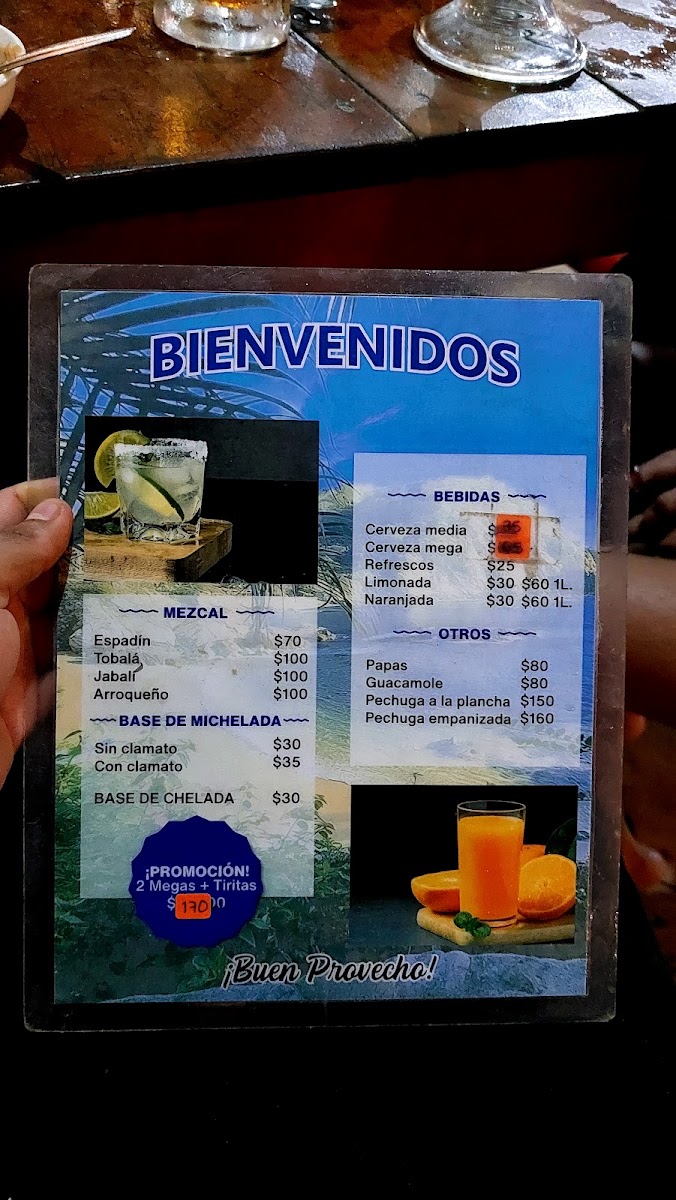 BIENVENIDOS
MEZCAL
Espadín $70
Tobalá $100
Jabalí $100
Arroqueño $100
BASE DE MICHELADA
Sin clamato $30
Con clamato $35
BASE DE CHELADA $30
¡PROMOCIÓN!
2 Megas + Tiritas
$170
BEBIDAS
Cerveza media $35
Cerveza mega $
Refrescos $25
Limonada $30 $60 1L.
Naranjada $30 $60 1L.
OTROS
Papas $80
Guacamole $80
Pechuga a la plancha $150
Pechuga empanizada $160
¡Buen Provecho!